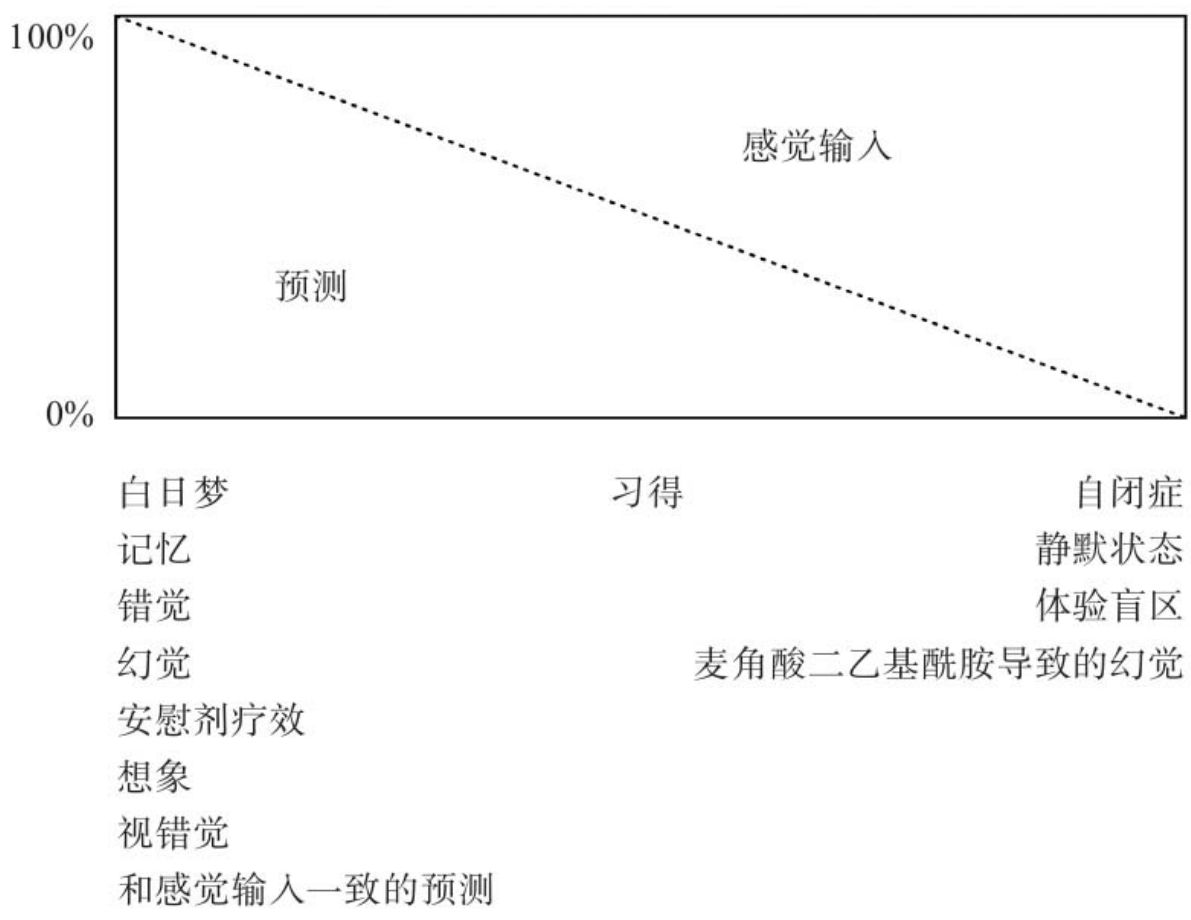 100%
感觉输入
预测
0%
白日梦 习得 自闭症
记忆 静默状态
错觉 体验盲区
幻觉 麦角酸二乙基酰胺导致的幻觉
安慰剂疗效
想象
视错觉
和感觉输入一致的预测